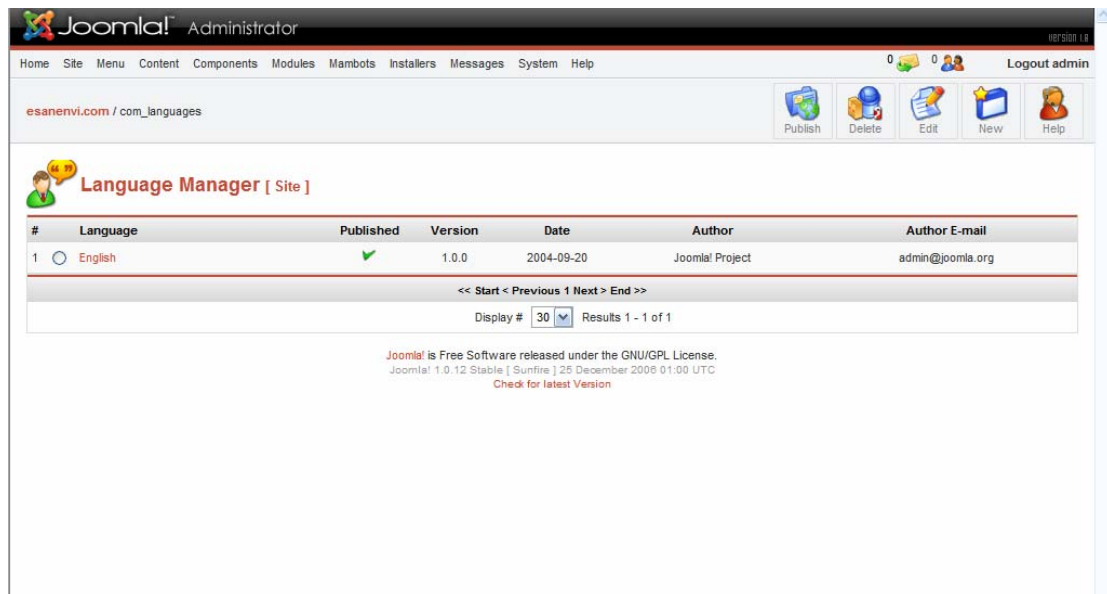 Joomla!™ Administrator
version 1.0
Home Site Menu Content Components Modules Mambots Installers Messages System Help 0 0 Logout admin
esanenvi.com / com_languages
Publish Delete Edit New Help
Language Manager [ Site ]
# Language Published Version Date Author Author E-mail
1 English 1.0.0 2004-09-20 Joomla! Project admin@joomla.org
<< Start < Previous 1 Next > End >>
Display # 30 Results 1 - 1 of 1
Joomla! is Free Software released under the GNU/GPL License.
Joomla! 1.0.12 Stable [ Sunfire ] 25 December 2006 01:00 UTC
Check for latest Version